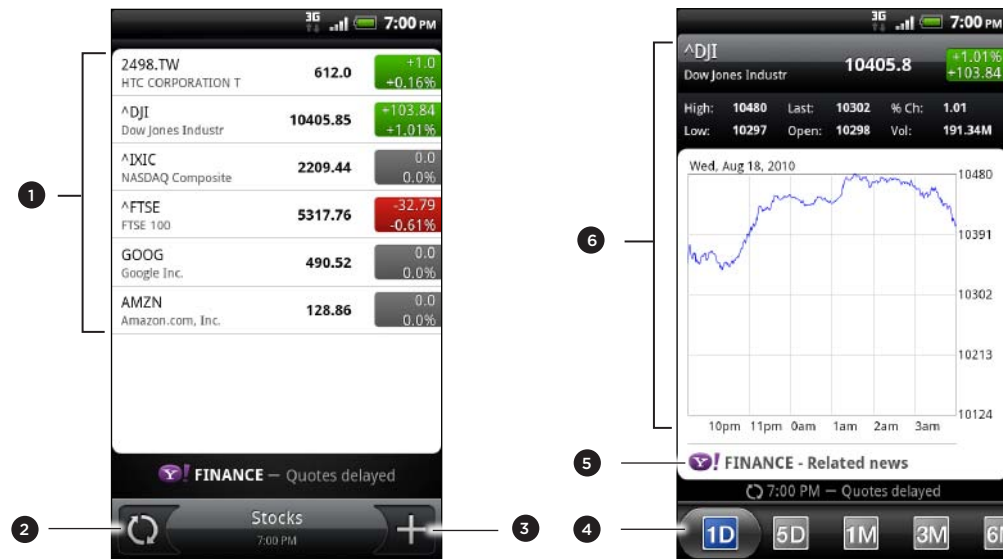 3G 7:00 PM
1
2498.TW
HTC CORPORATION T
612.0
+1.0
+0.16%
^DJI
Dow Jones Industr
10405.85
+103.84
+1.01%
^IXIC
NASDAQ Composite
2209.44
0.0
0.0%
^FTSE
FTSE 100
5317.76
-32.79
-0.61%
GOOG
Google Inc.
490.52
0.0
0.0%
AMZN
Amazon.com, Inc.
128.86
0.0
0.0%
Y! FINANCE — Quotes delayed
2
Stocks
7:00 PM
3
3G 7:00 PM
6
^DJI
Dow Jones Industr
10405.8
+1.01%
+103.84
High: 10480 Last: 10302 % Ch: 1.01
Low: 10297 Open: 10298 Vol: 191.34M
Wed, Aug 18, 2010
10480
10391
10302
10213
10124
10pm 11pm 0am 1am 2am 3am
5
Y! FINANCE - Related news
7:00 PM — Quotes delayed
4
1D 5D 1M 3M